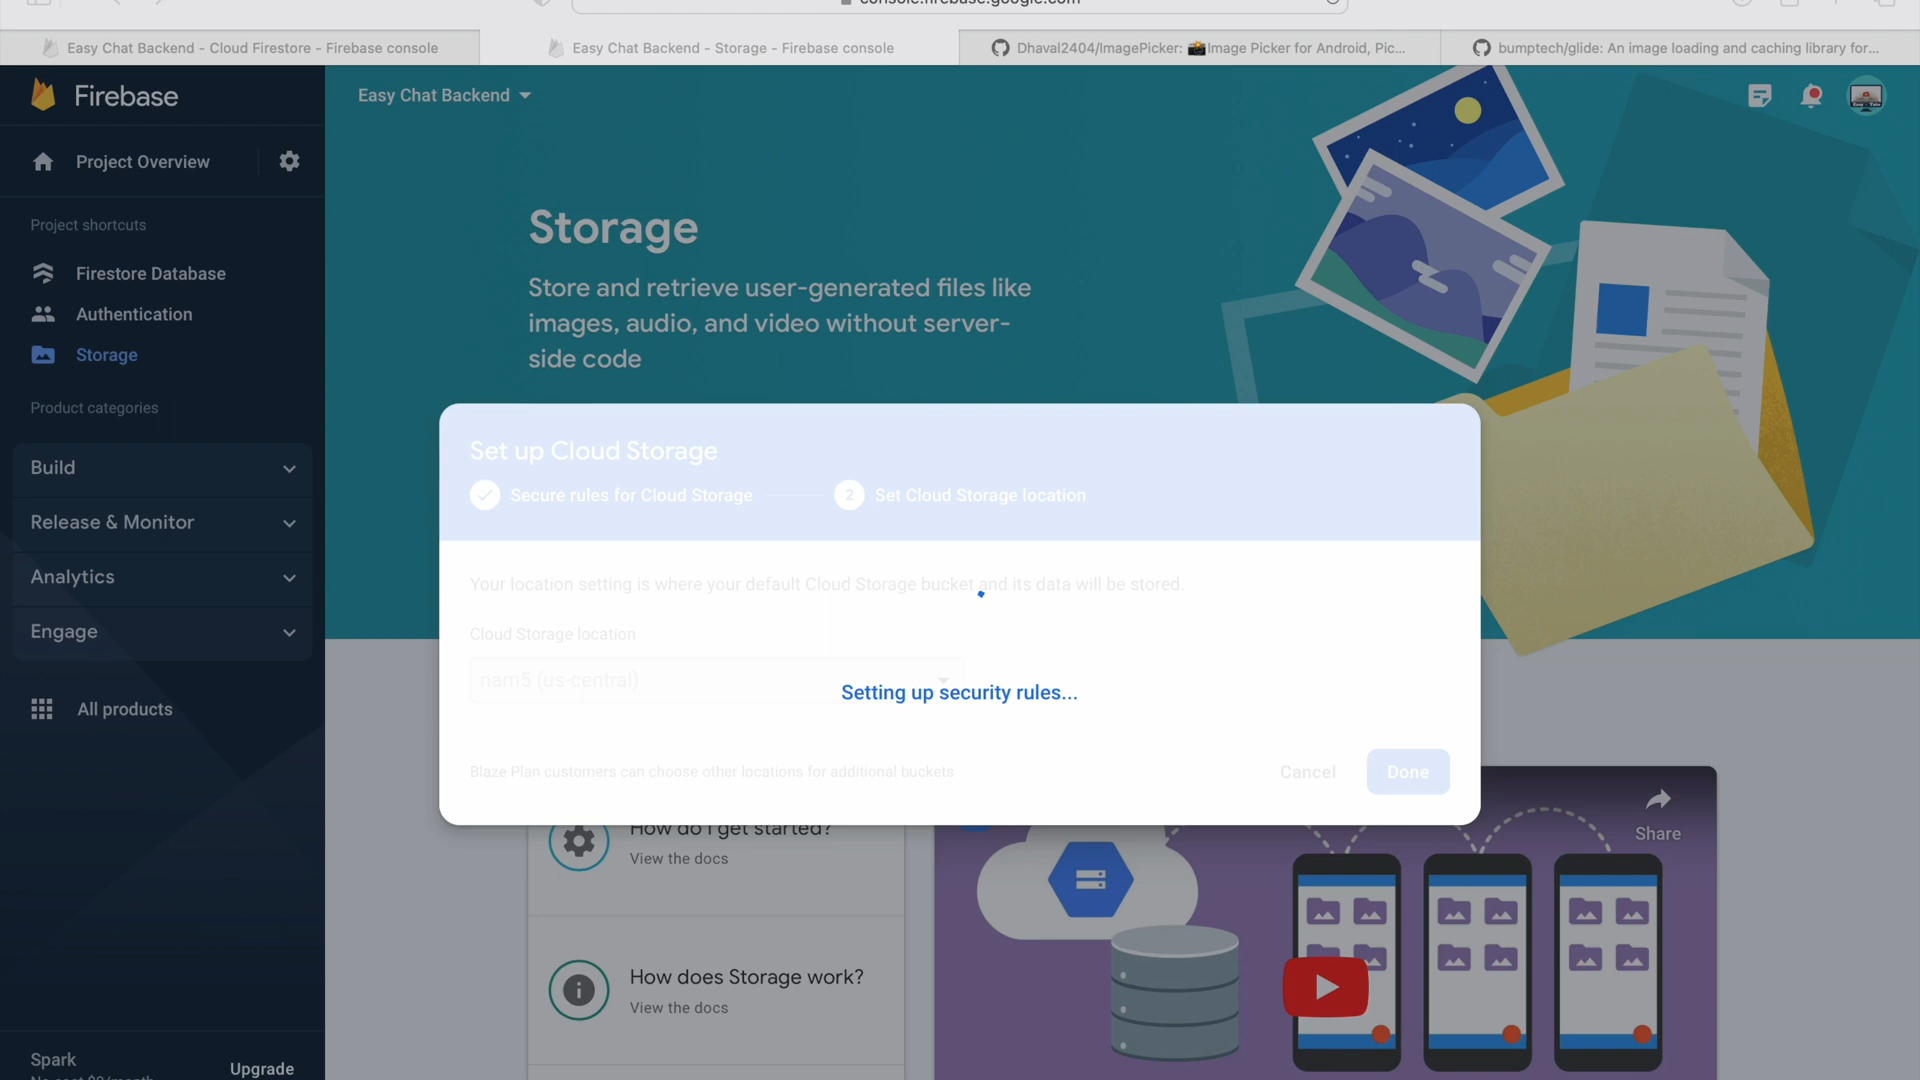 Easy Chat Backend - Cloud Firestore - Firebase console
Easy Chat Backend - Storage - Firebase console
Dhaval2404/ImagePicker: 📸Image Picker for Android, Pic...
bumptech/glide: An image loading and caching library for...
Firebase
Easy Chat Backend
Project Overview
Project shortcuts
Firestore Database
Authentication
Storage
Product categories
Build
Release & Monitor
Analytics
Engage
All products
Spark
Upgrade
Storage
Store and retrieve user-generated files like
images, audio, and video without server-
side code
Set up Cloud Storage
Secure rules for Cloud Storage
2 Set Cloud Storage location
Your location setting is where your default Cloud Storage bucket and its data will be stored.
Cloud Storage location
nam5 (us-central)
Setting up security rules...
Blaze Plan customers can choose other locations for additional buckets
Cancel
Done
How do I get started?
View the docs
How does Storage work?
View the docs
Share